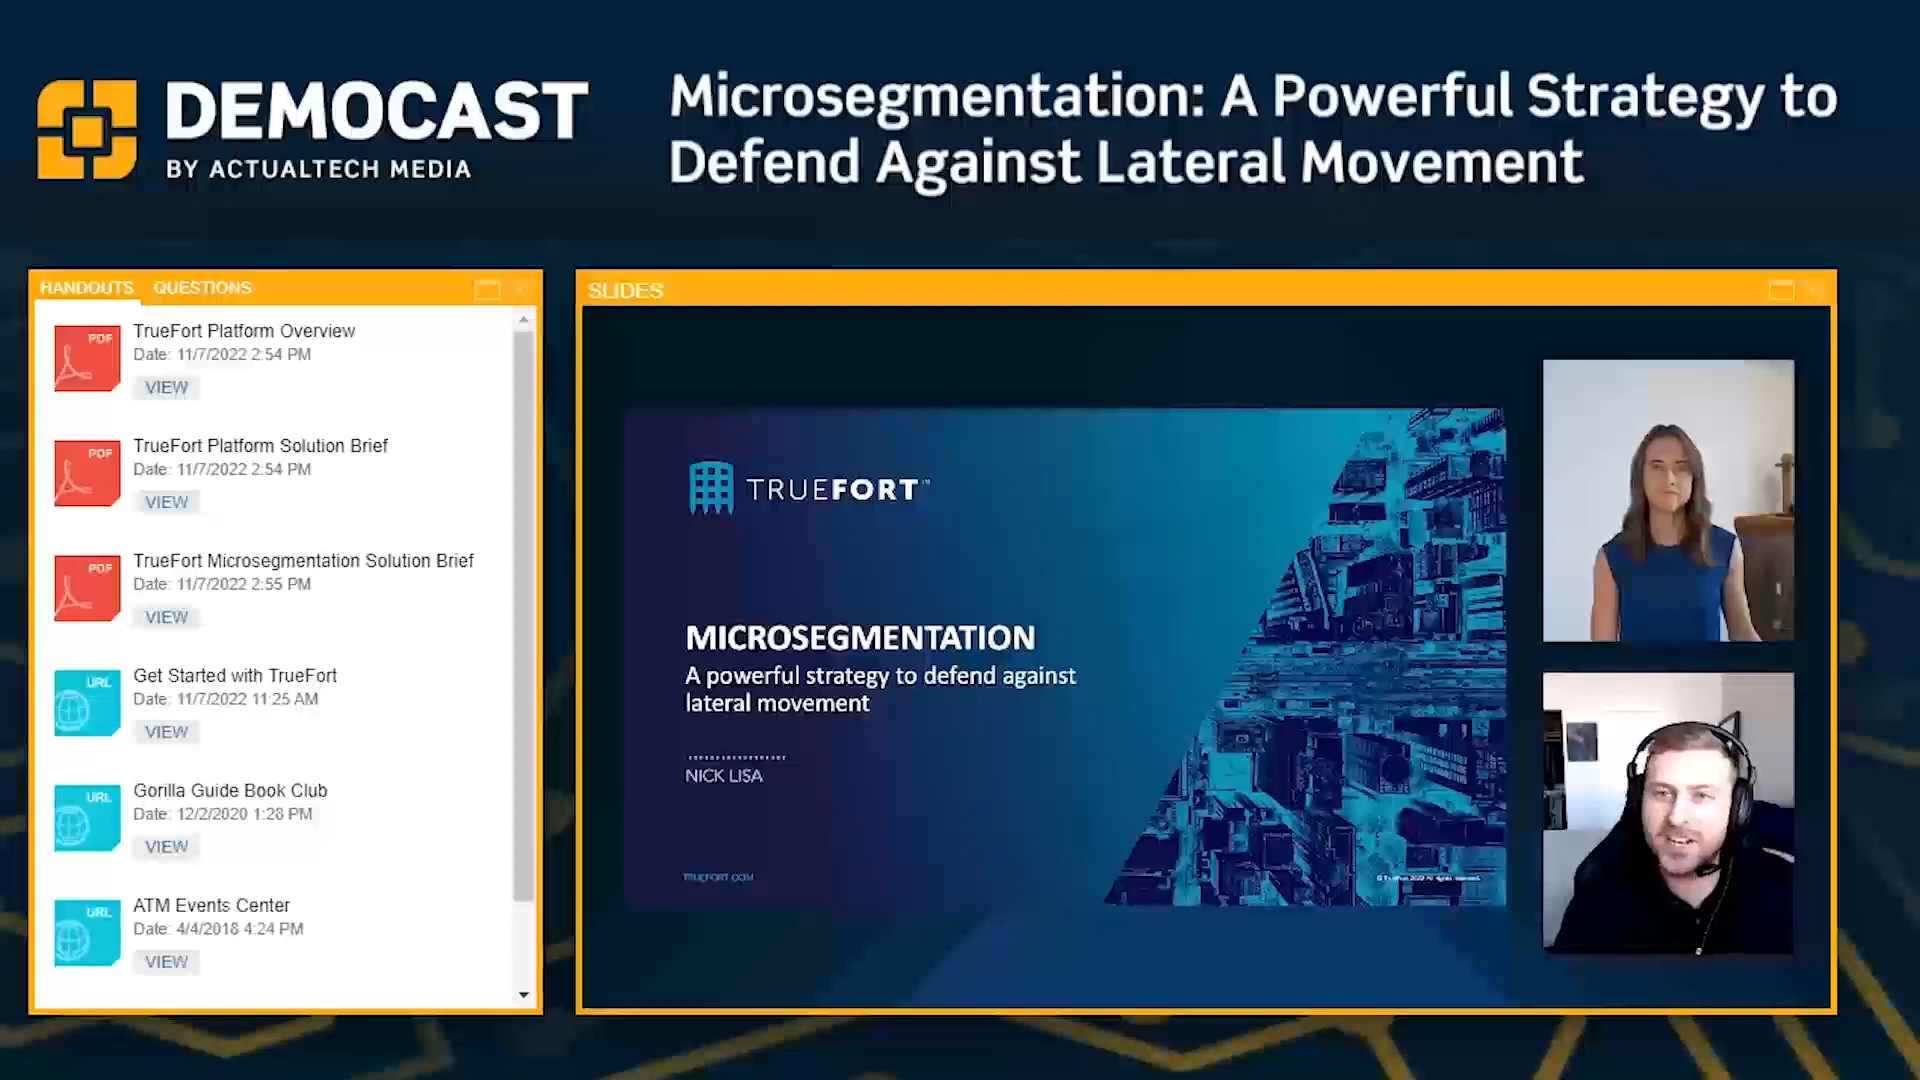 DEMOCAST
BY ACTUALTECH MEDIA
Microsegmentation: A Powerful Strategy to
Defend Against Lateral Movement
HANDOUTS QUESTIONS
PDF
TrueFort Platform Overview
Date: 11/7/2022 2:54 PM
VIEW
PDF
TrueFort Platform Solution Brief
Date: 11/7/2022 2:54 PM
VIEW
PDF
TrueFort Microsegmentation Solution Brief
Date: 11/7/2022 2:55 PM
VIEW
URL
Get Started with TrueFort
Date: 11/7/2022 11:25 AM
VIEW
URL
Gorilla Guide Book Club
Date: 12/2/2020 1:28 PM
VIEW
URL
ATM Events Center
Date: 4/4/2018 4:24 PM
VIEW
SLIDES
TRUEFORT™
MICROSEGMENTATION
A powerful strategy to defend against
lateral movement
NICK LISA
TRUEFORT.COM